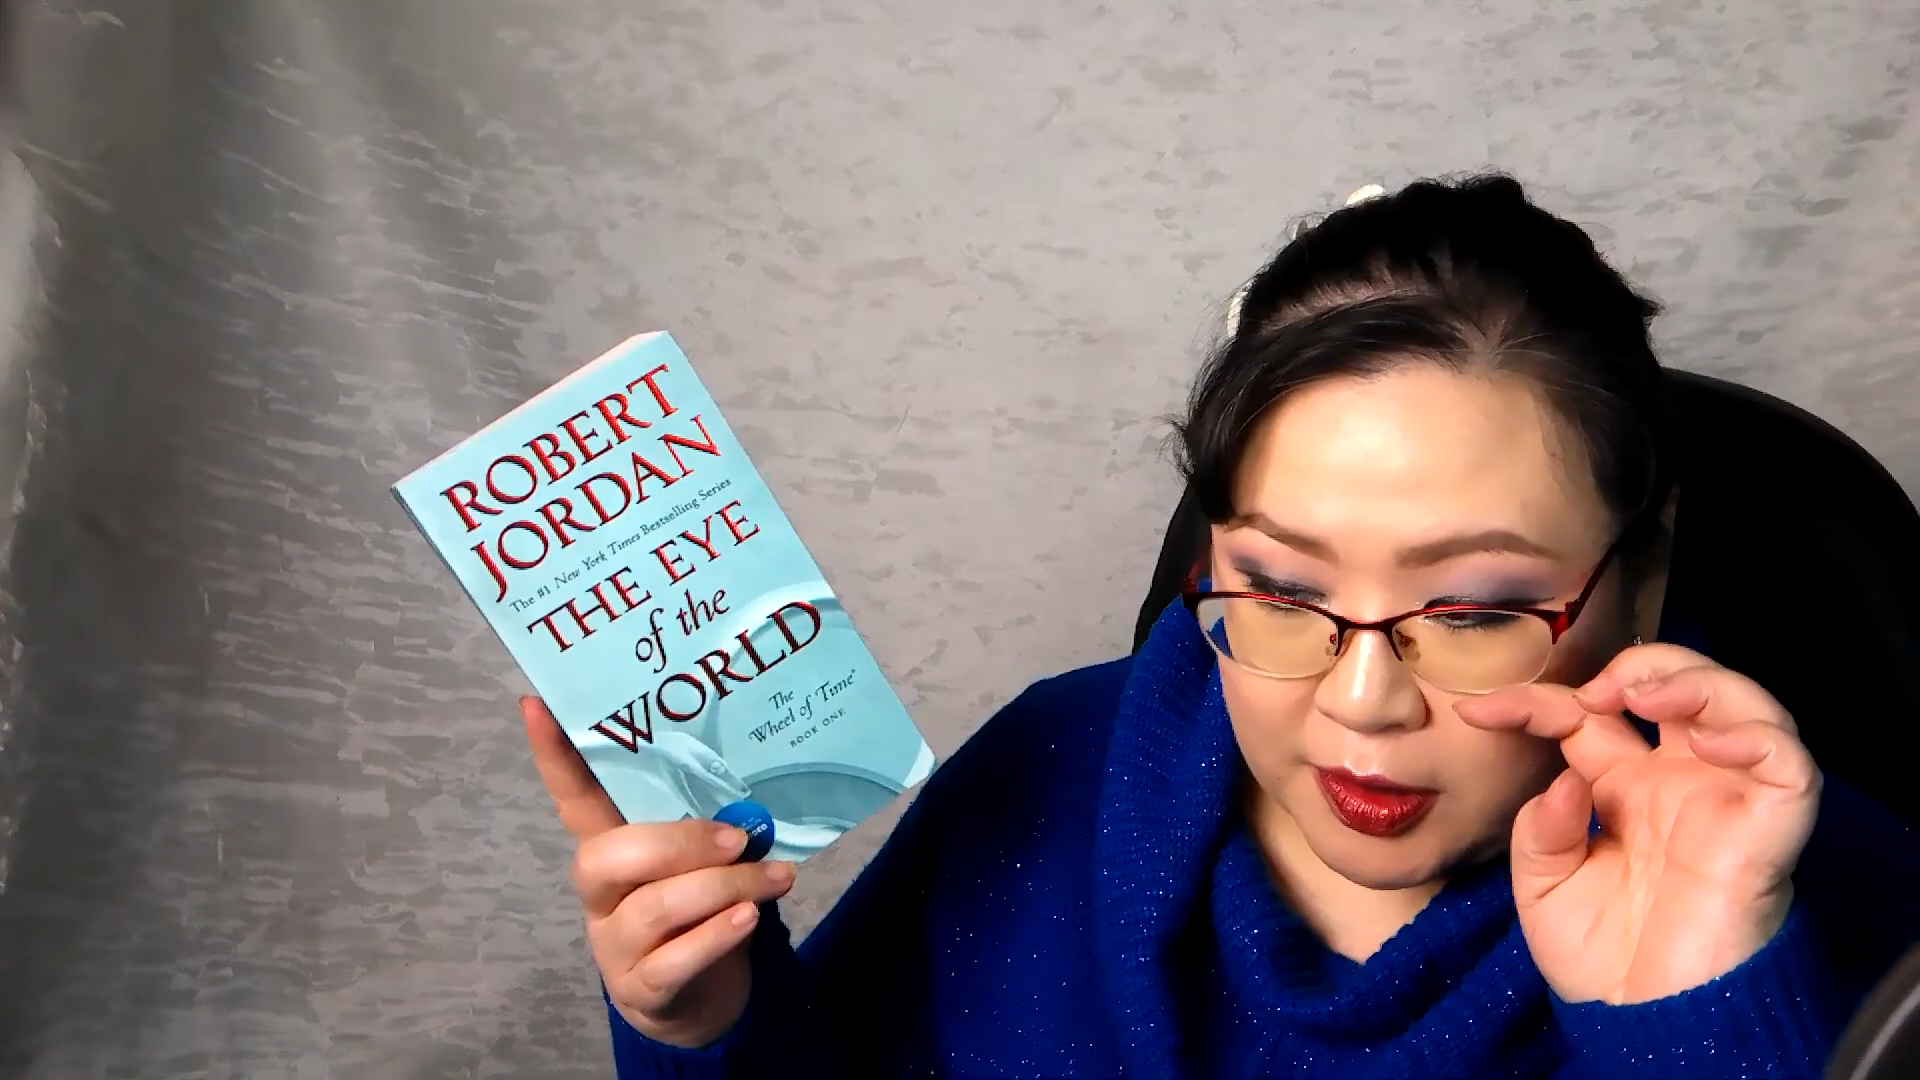 ROBERT
JORDAN
The #1 New York Times Bestselling Series
THE EYE
of the
WORLD
The
Wheel of Time®
BOOK ONE